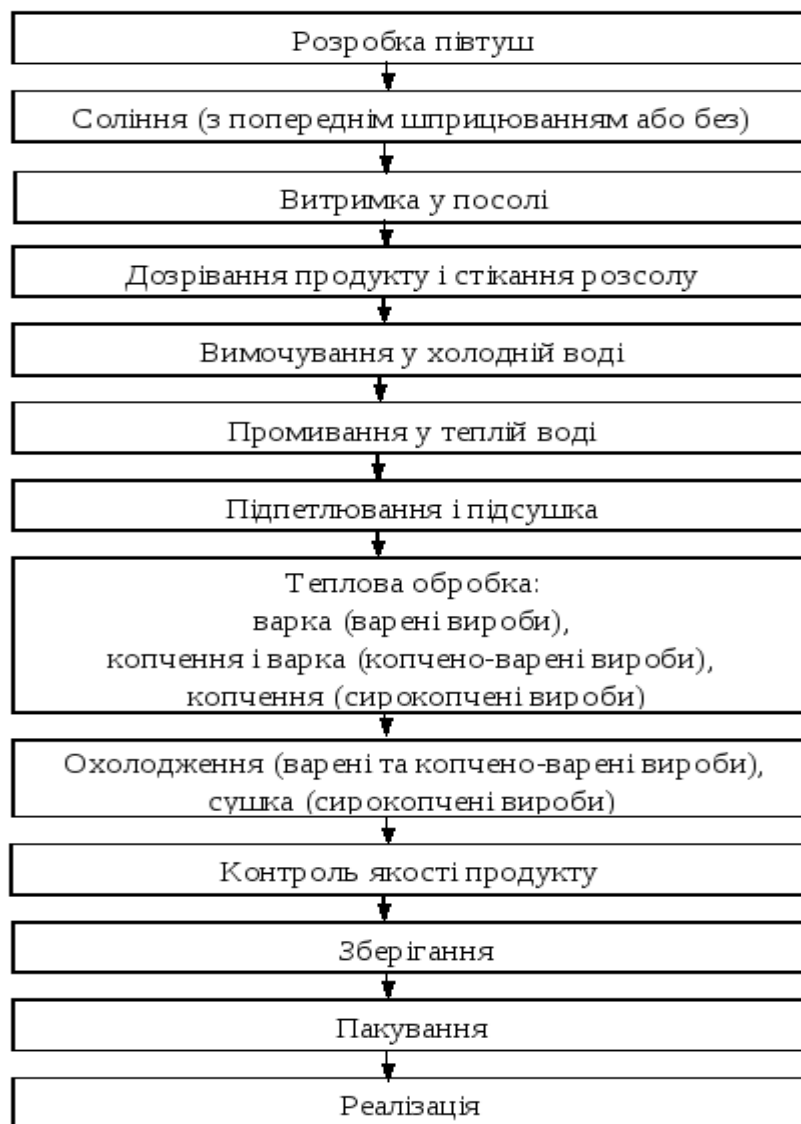 Розробка півтуш
Соління (з попереднім шприцюванням або без)
Витримка у посолі
Дозрівання продукту і стікання розсолу
Вимочування у холодній воді
Промивання у теплій воді
Підпетлювання і підсушка
Теплова обробка:
варка (варені вироби),
копчення і варка (копчено-варені вироби),
копчення (сирокопчені вироби)
Охолодження (варені та копчено-варені вироби),
сушка (сирокопчені вироби)
Контроль якості продукту
Зберігання
Пакування
Реалізація